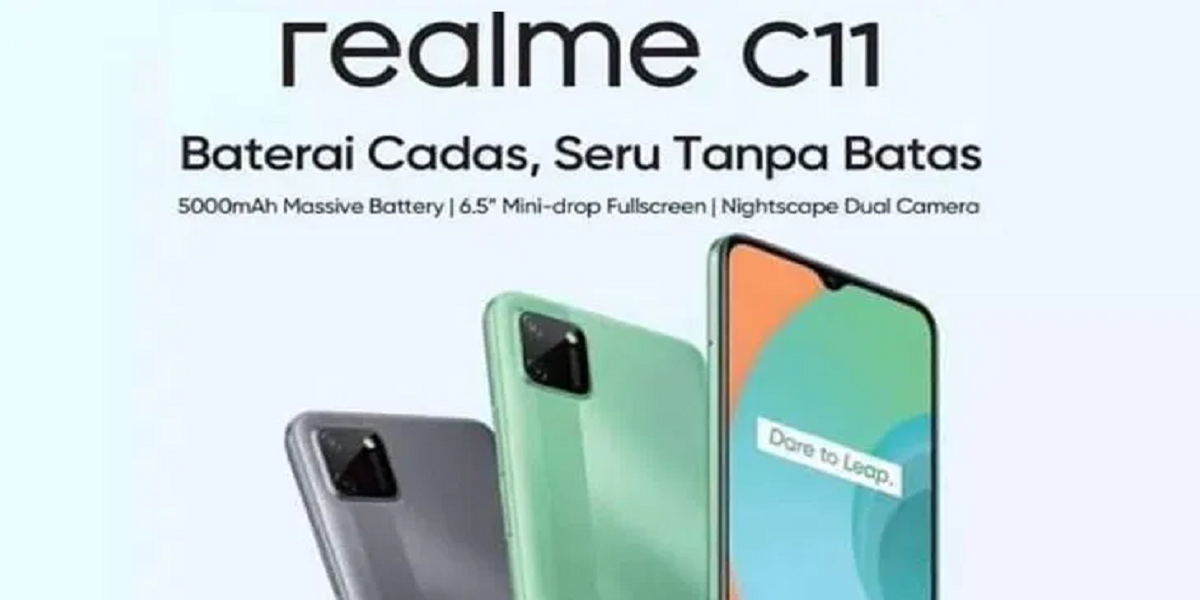 realme C11
Baterai Cadas, Seru Tanpa Batas
5000mAh Massive Battery | 6.5" Mini-drop Fullscreen | Nightscape Dual Camera
Dare to Leap.